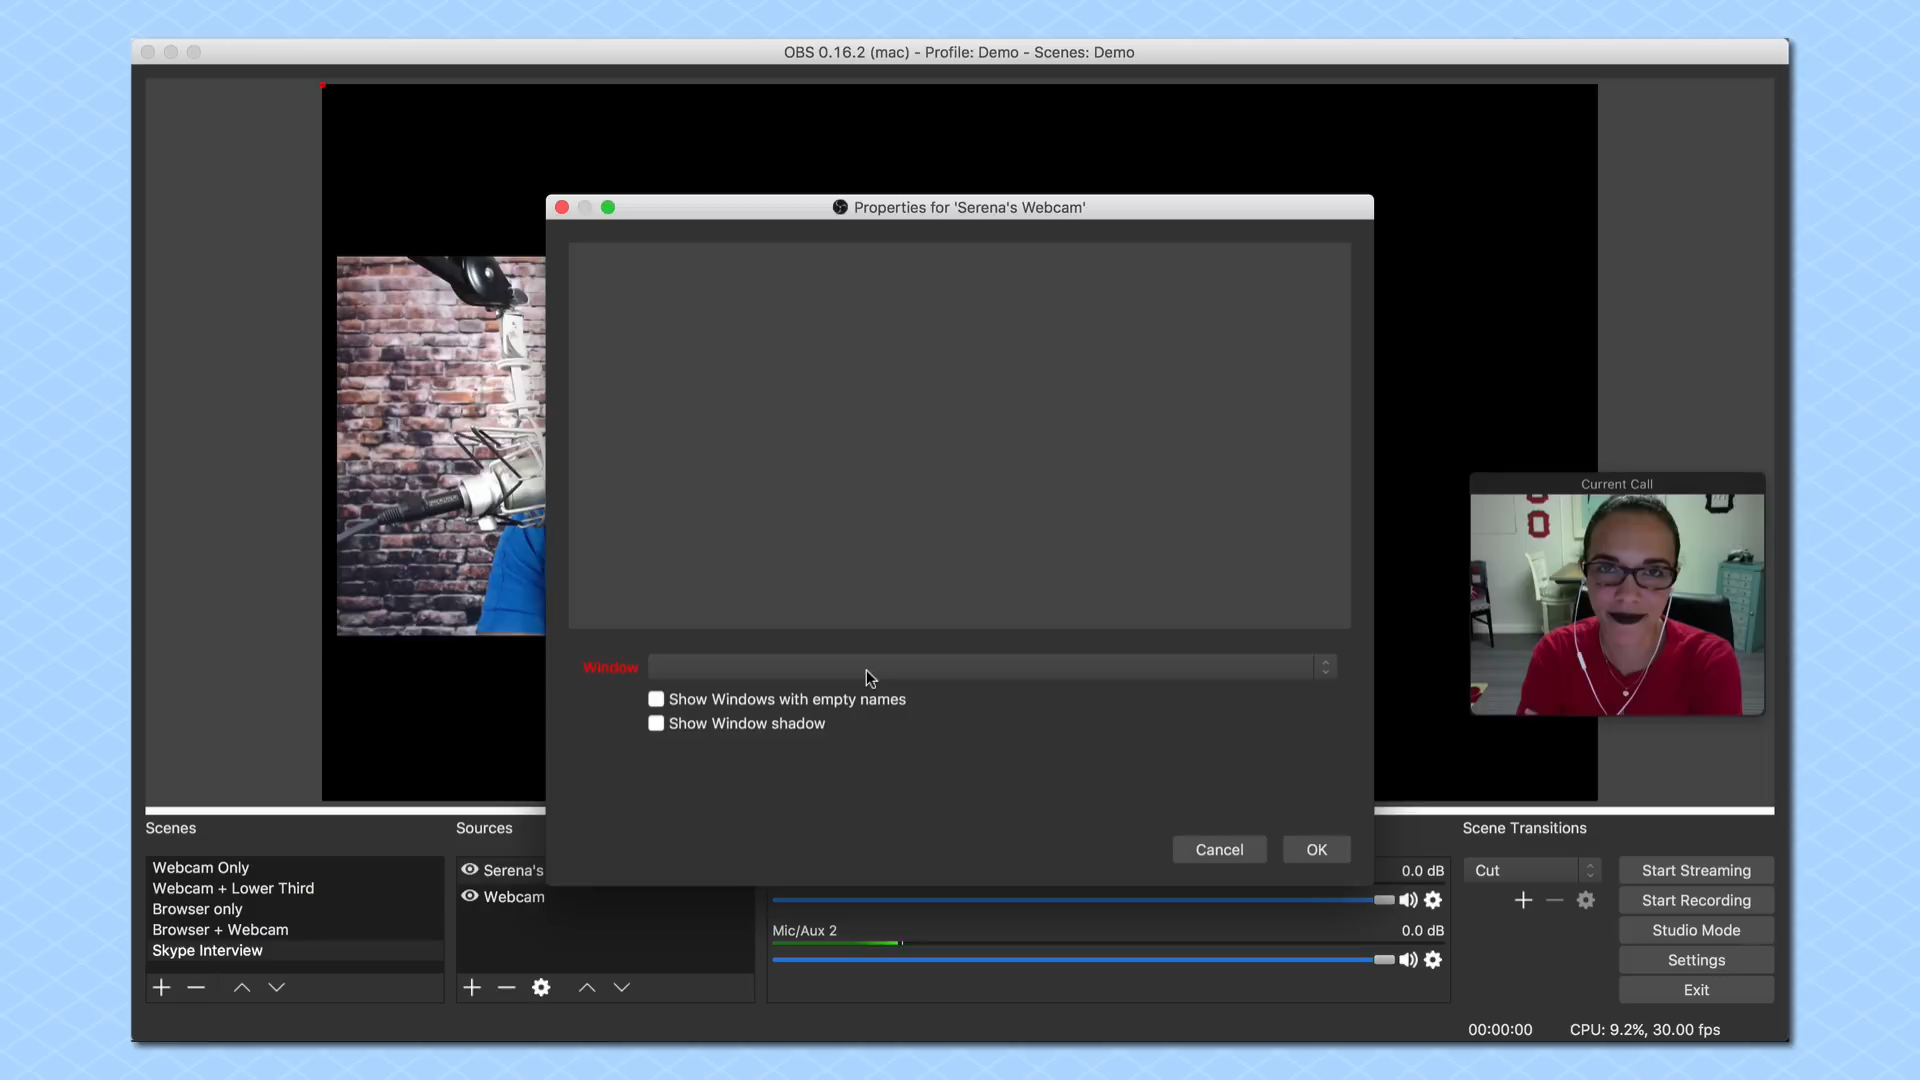 OBS 0.16.2 (mac) - Profile: Demo - Scenes: Demo
Properties for 'Serena's Webcam'
Current Call
Window
Show Windows with empty names
Show Window shadow
Cancel
OK
Scenes
Webcam Only
Webcam + Lower Third
Browser only
Browser + Webcam
Skype Interview
Sources
Serena's
Webcam
0.0 dB
Mic/Aux 2
0.0 dB
Scene Transitions
Cut
Start Streaming
Start Recording
Studio Mode
Settings
Exit
00:00:00
CPU: 9.2%, 30.00 fps